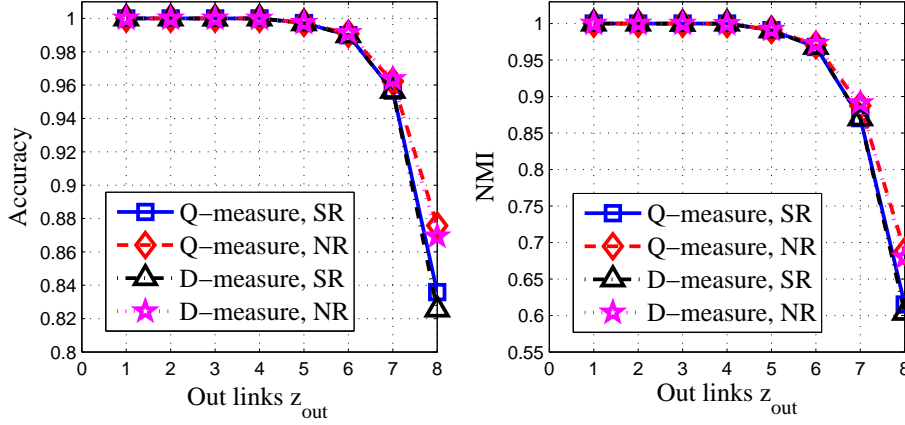 Accuracy
1
0.98
0.96
0.94
0.92
0.9
0.88
0.86
0.84
0.82
0.8
Q−measure, SR
Q−measure, NR
D−measure, SR
D−measure, NR
0 1 2 3 4 5 6 7 8
Out links z_out
NMI
1
0.95
0.9
0.85
0.8
0.75
0.7
0.65
0.6
0.55
Q−measure, SR
Q−measure, NR
D−measure, SR
D−measure, NR
0 1 2 3 4 5 6 7 8
Out links z_out